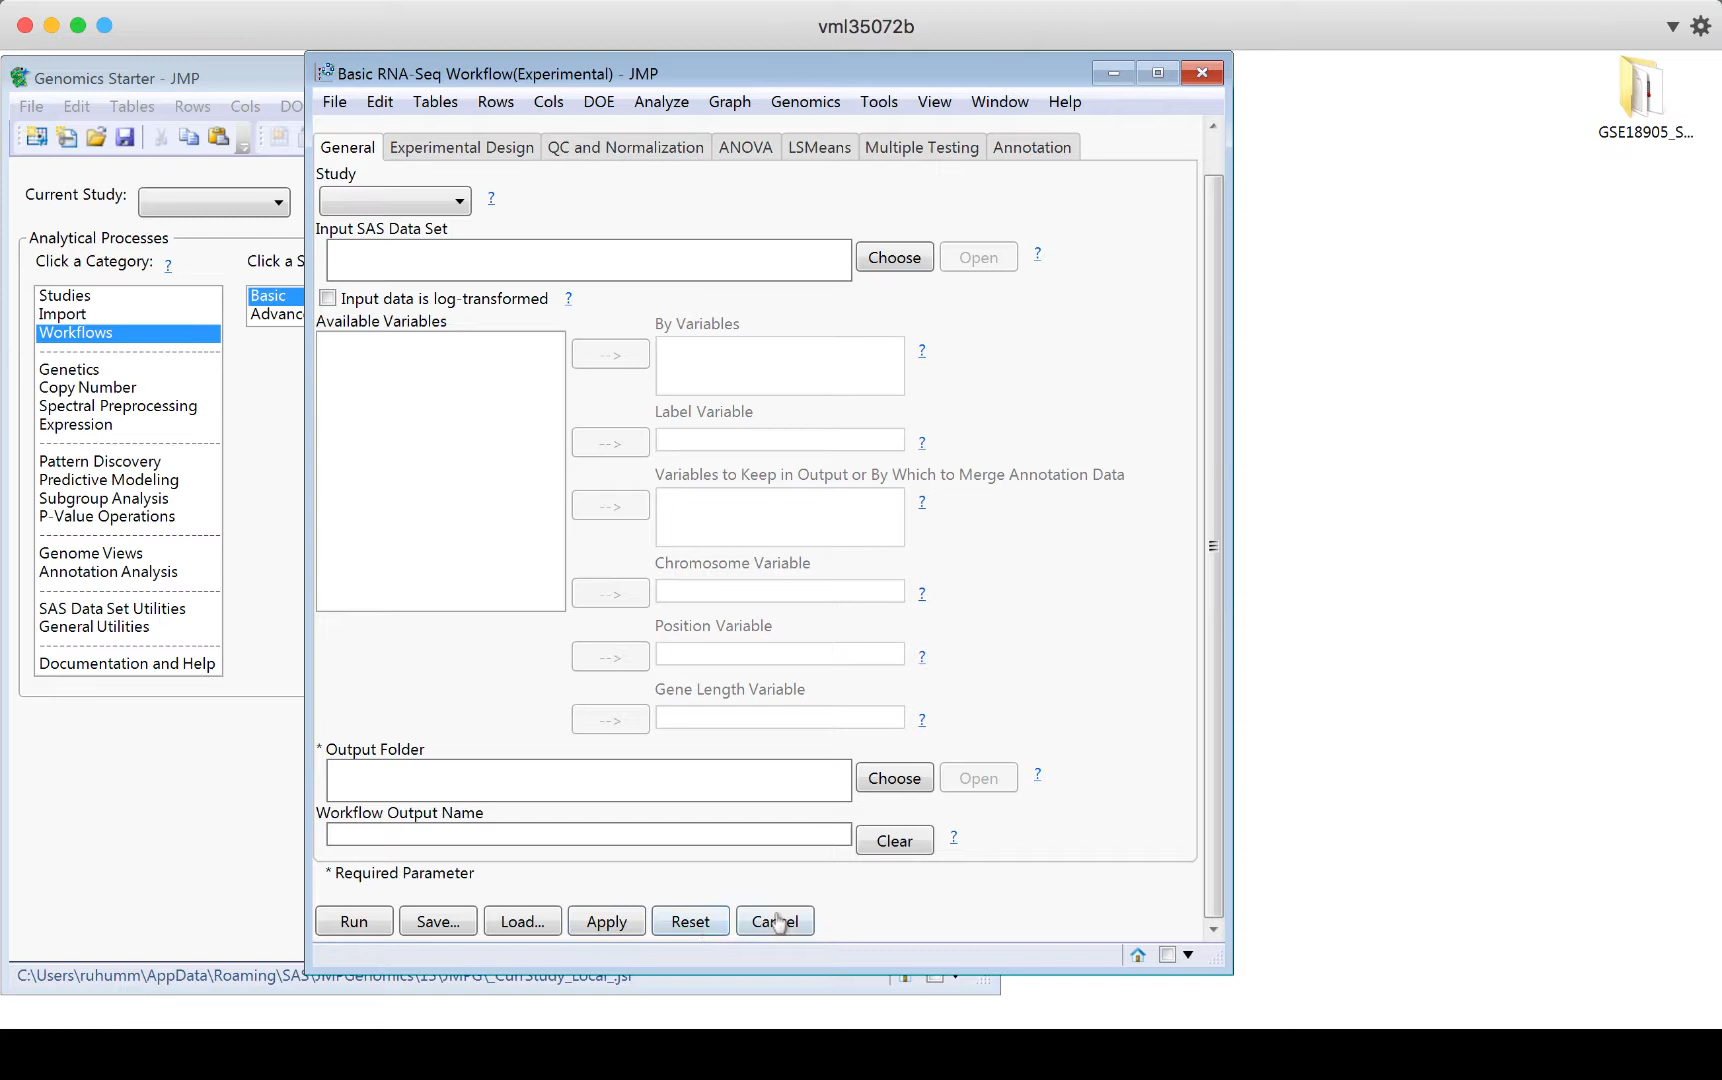 vml35072b
Genomics Starter - JMP
File Edit Tables Rows Cols DO
Current Study:
Analytical Processes
Click a Category: ?
Click a S
Studies
Import
Workflows
Genetics
Copy Number
Spectral Preprocessing
Expression
Pattern Discovery
Predictive Modeling
Subgroup Analysis
P-Value Operations
Genome Views
Annotation Analysis
SAS Data Set Utilities
General Utilities
Documentation and Help
Basic
Advanc
Basic RNA-Seq Workflow(Experimental) - JMP
File Edit Tables Rows Cols DOE Analyze Graph Genomics Tools View Window Help
General Experimental Design QC and Normalization ANOVA LSMeans Multiple Testing Annotation
Study
?
Input SAS Data Set
Choose Open ?
Input data is log-transformed ?
Available Variables
By Variables
--> ?
Label Variable
--> ?
Variables to Keep in Output or By Which to Merge Annotation Data
--> ?
Chromosome Variable
--> ?
Position Variable
--> ?
Gene Length Variable
--> ?
* Output Folder
Choose Open ?
Workflow Output Name
Clear ?
* Required Parameter
Run Save... Load... Apply Reset Cancel
GSE18905_S...